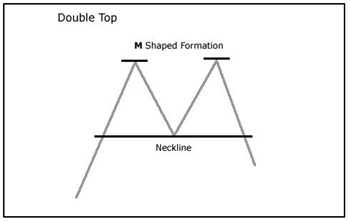 Double Top
M Shaped Formation
Neckline